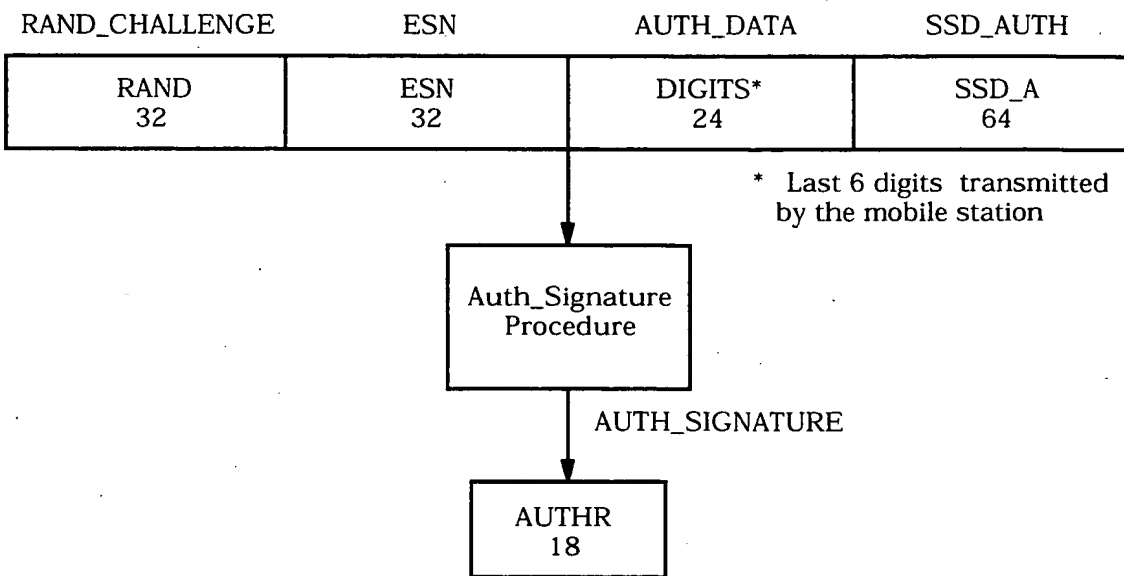 RAND_CHALLENGE ESN AUTH_DATA SSD_AUTH
RAND ESN DIGITS* SSD_A
32 32 24 64
* Last 6 digits transmitted
by the mobile station
Auth_Signature
Procedure
AUTH_SIGNATURE
AUTHR
18